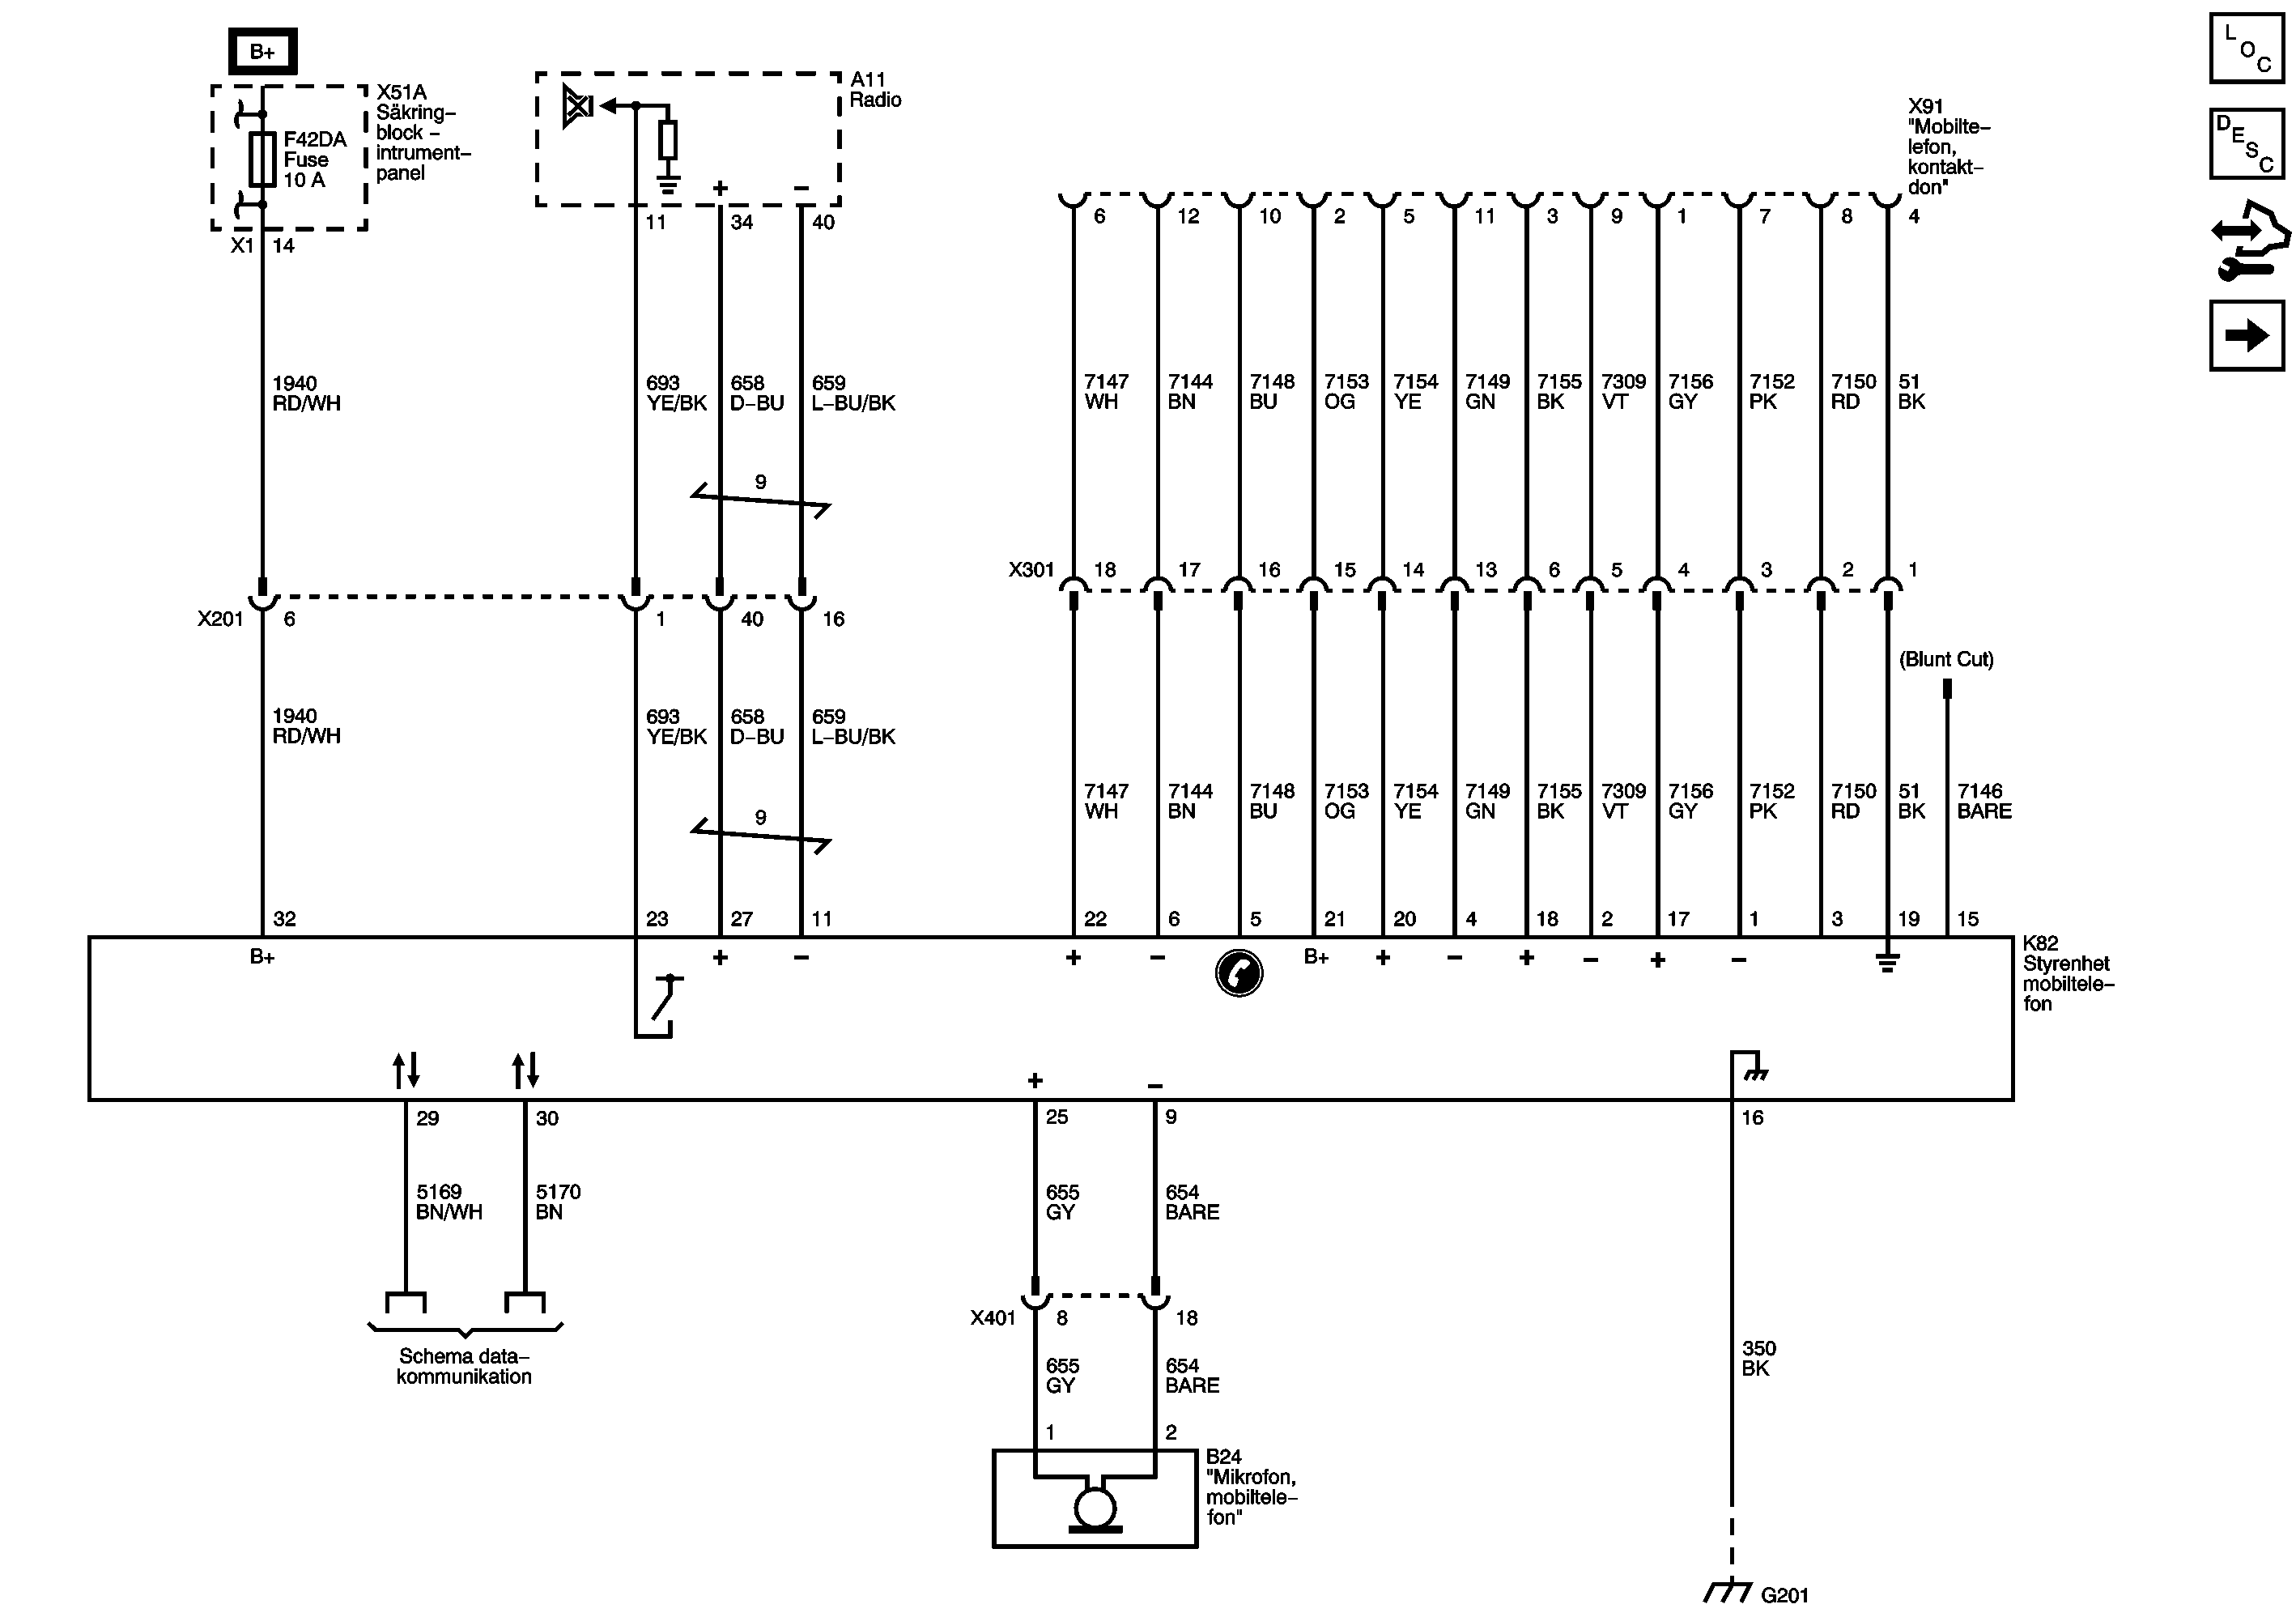 B+
X51A
Säkring–
block –
intrument–
panel
F42DA
Fuse
10 A
X1 14
A11
Radio
+ –
11 34 40
X91
"Mobilte–
lefon,
kontakt–
don"
6 12 10 2 5 11 3 9 1 7 8 4
L
O
C
D
E
S
C
1940
RD/WH
693
YE/BK
658
D–BU
659
L–BU/BK
7147
WH
7144
BN
7148
BU
7153
OG
7154
YE
7149
GN
7155
BK
7309
VT
7156
GY
7152
PK
7150
RD
51
BK
9
X301 18 17 16 15 14 13 6 5 4 3 2 1
X201 6 1 40 16
(Blunt Cut)
1940
RD/WH
693
YE/BK
658
D–BU
659
L–BU/BK
7147
WH
7144
BN
7148
BU
7153
OG
7154
YE
7149
GN
7155
BK
7309
VT
7156
GY
7152
PK
7150
RD
51
BK
7146
BARE
9
32 23 27 11 22 6 5 21 20 4 18 2 17 1 3 19 15
B+ + – + – B+ + – + – + –
K82
Styrenhet
mobiltele–
fon
+ –
29 30 25 9 16
5169
BN/WH
5170
BN
655
GY
654
BARE
X401 8 18
Schema data–
kommunikation
655
GY
654
BARE
350
BK
1 2
B24
"Mikrofon,
mobiltele–
fon"
G201